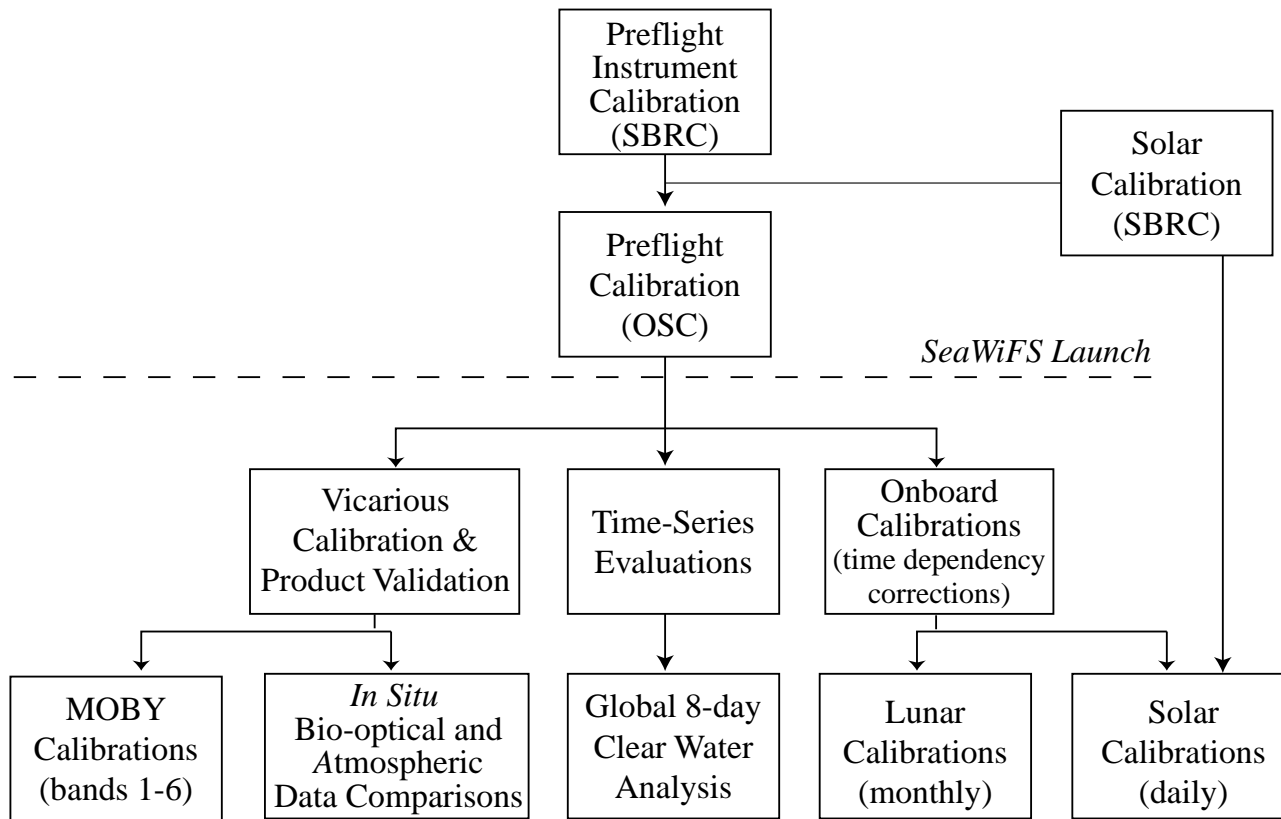 Preflight
Instrument
Calibration
(SBRC)
Solar
Calibration
(SBRC)
Preflight
Calibration
(OSC)
SeaWiFS Launch
Vicarious
Calibration &
Product Validation
Time-Series
Evaluations
Onboard
Calibrations
(time dependency
corrections)
MOBY
Calibrations
(bands 1-6)
In Situ
Bio-optical and
Atmospheric
Data Comparisons
Global 8-day
Clear Water
Analysis
Lunar
Calibrations
(monthly)
Solar
Calibrations
(daily)